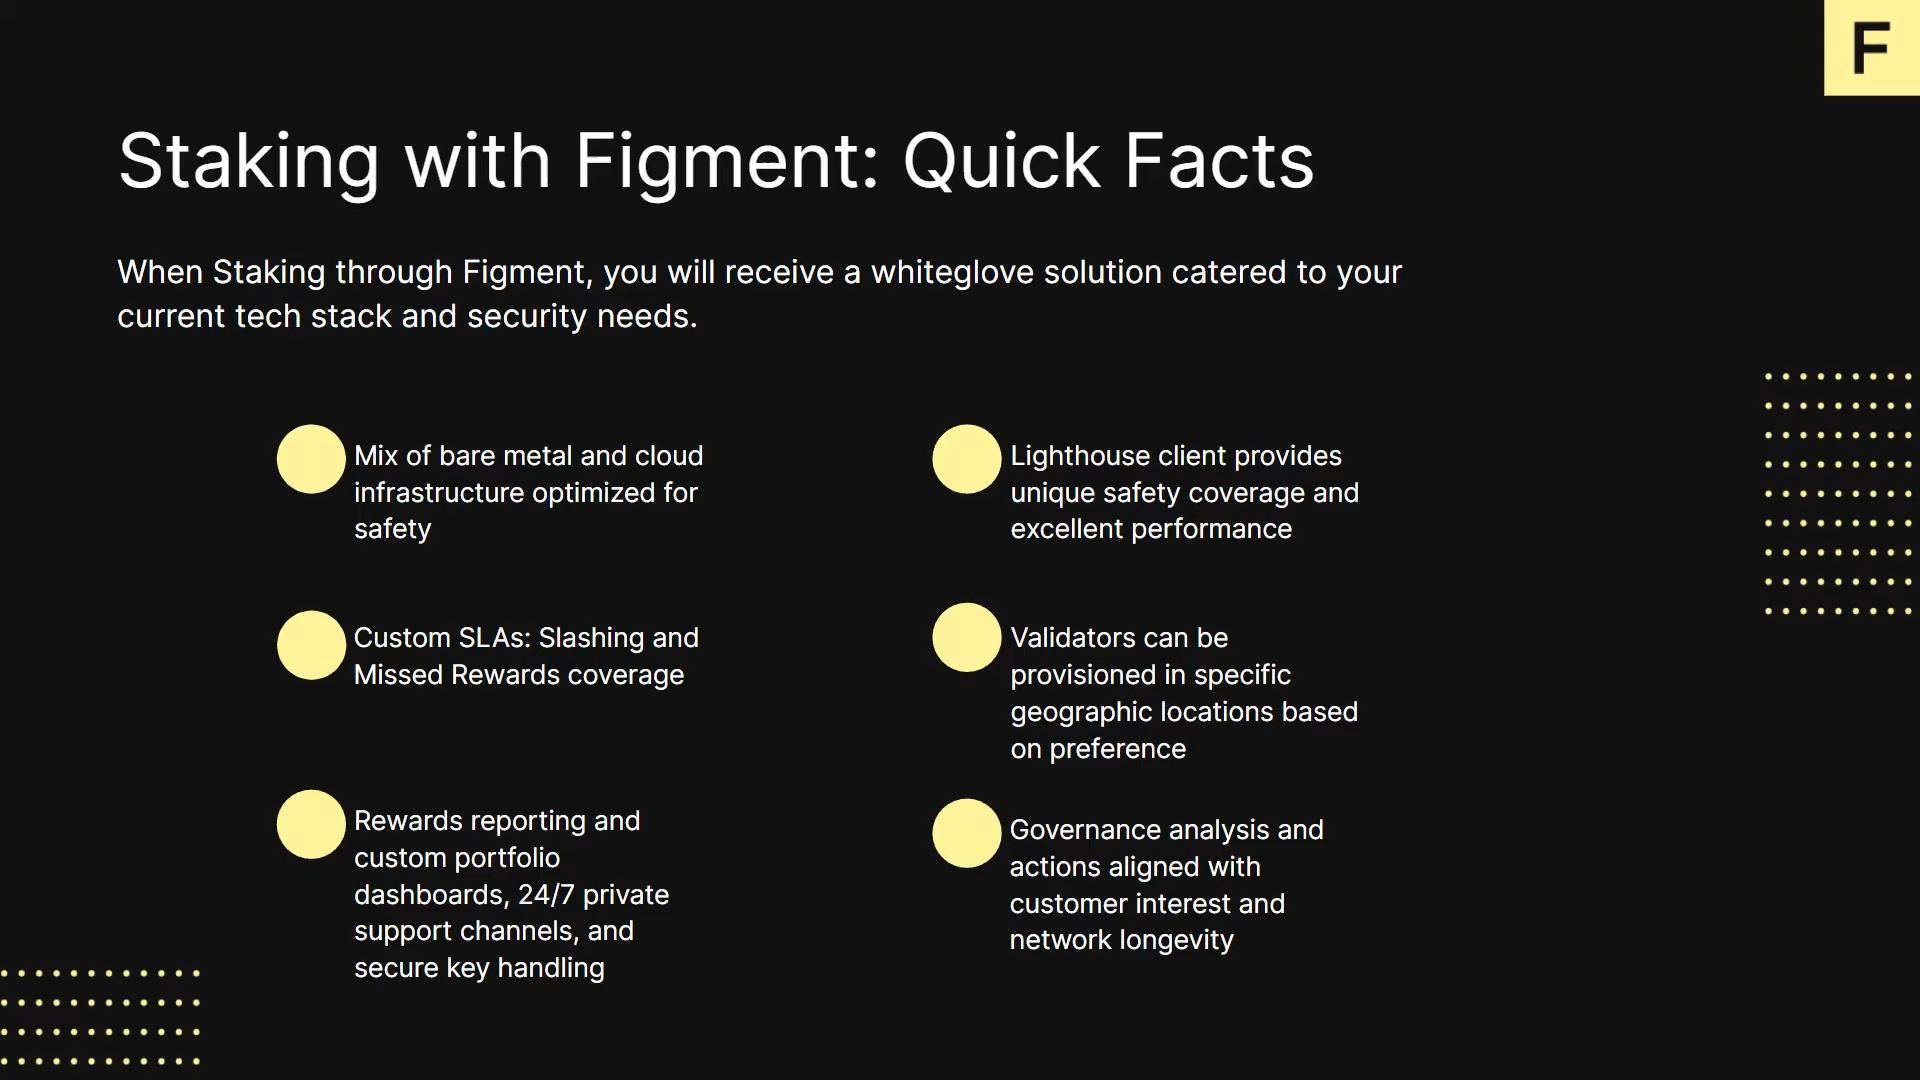 F
Staking with Figment: Quick Facts
When Staking through Figment, you will receive a whiteglove solution catered to your
current tech stack and security needs.
Mix of bare metal and cloud
infrastructure optimized for
safety
Custom SLAs: Slashing and
Missed Rewards coverage
Rewards reporting and
custom portfolio
dashboards, 24/7 private
support channels, and
secure key handling
Lighthouse client provides
unique safety coverage and
excellent performance
Validators can be
provisioned in specific
geographic locations based
on preference
Governance analysis and
actions aligned with
customer interest and
network longevity